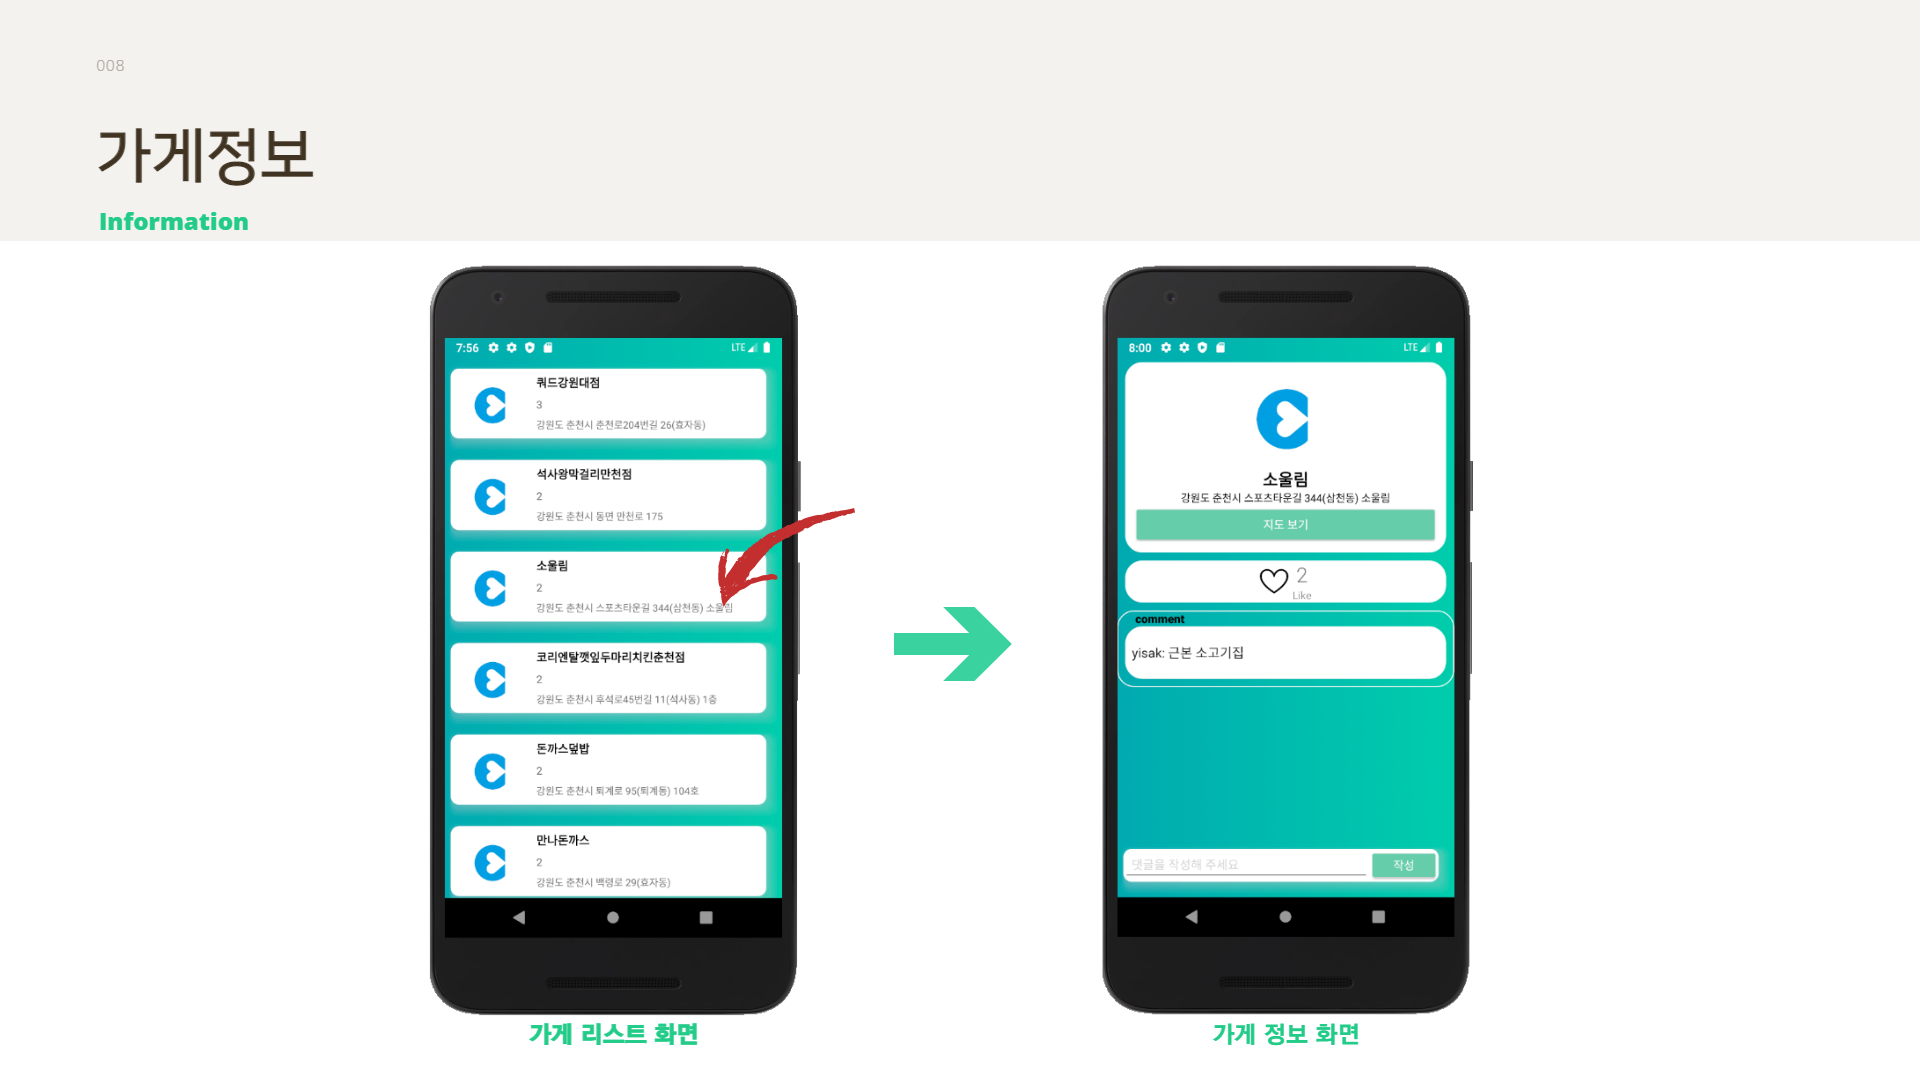 008
가게정보
Information
7:56
LTE
쿼드강원대점
3
강원도 춘천시 춘천로204번길 26(효자동)
석사왕막걸리만천점
2
강원도 춘천시 동면 만천로 175
소울림
2
강원도 춘천시 스포츠타운길 344(삼천동) 소울림
코리엔탈깻잎두마리치킨춘천점
2
강원도 춘천시 후석로45번길 11(석사동) 1층
돈까스덮밥
2
강원도 춘천시 퇴계로 95(퇴계동) 104호
만나돈까스
2
강원도 춘천시 백령로 29(효자동)
가게 리스트 화면
8:00
LTE
소울림
강원도 춘천시 스포츠타운길 344(삼천동) 소울림
지도 보기
2
Like
comment
yisak: 근본 소고기집
댓글을 작성해 주세요
작성
가게 정보 화면